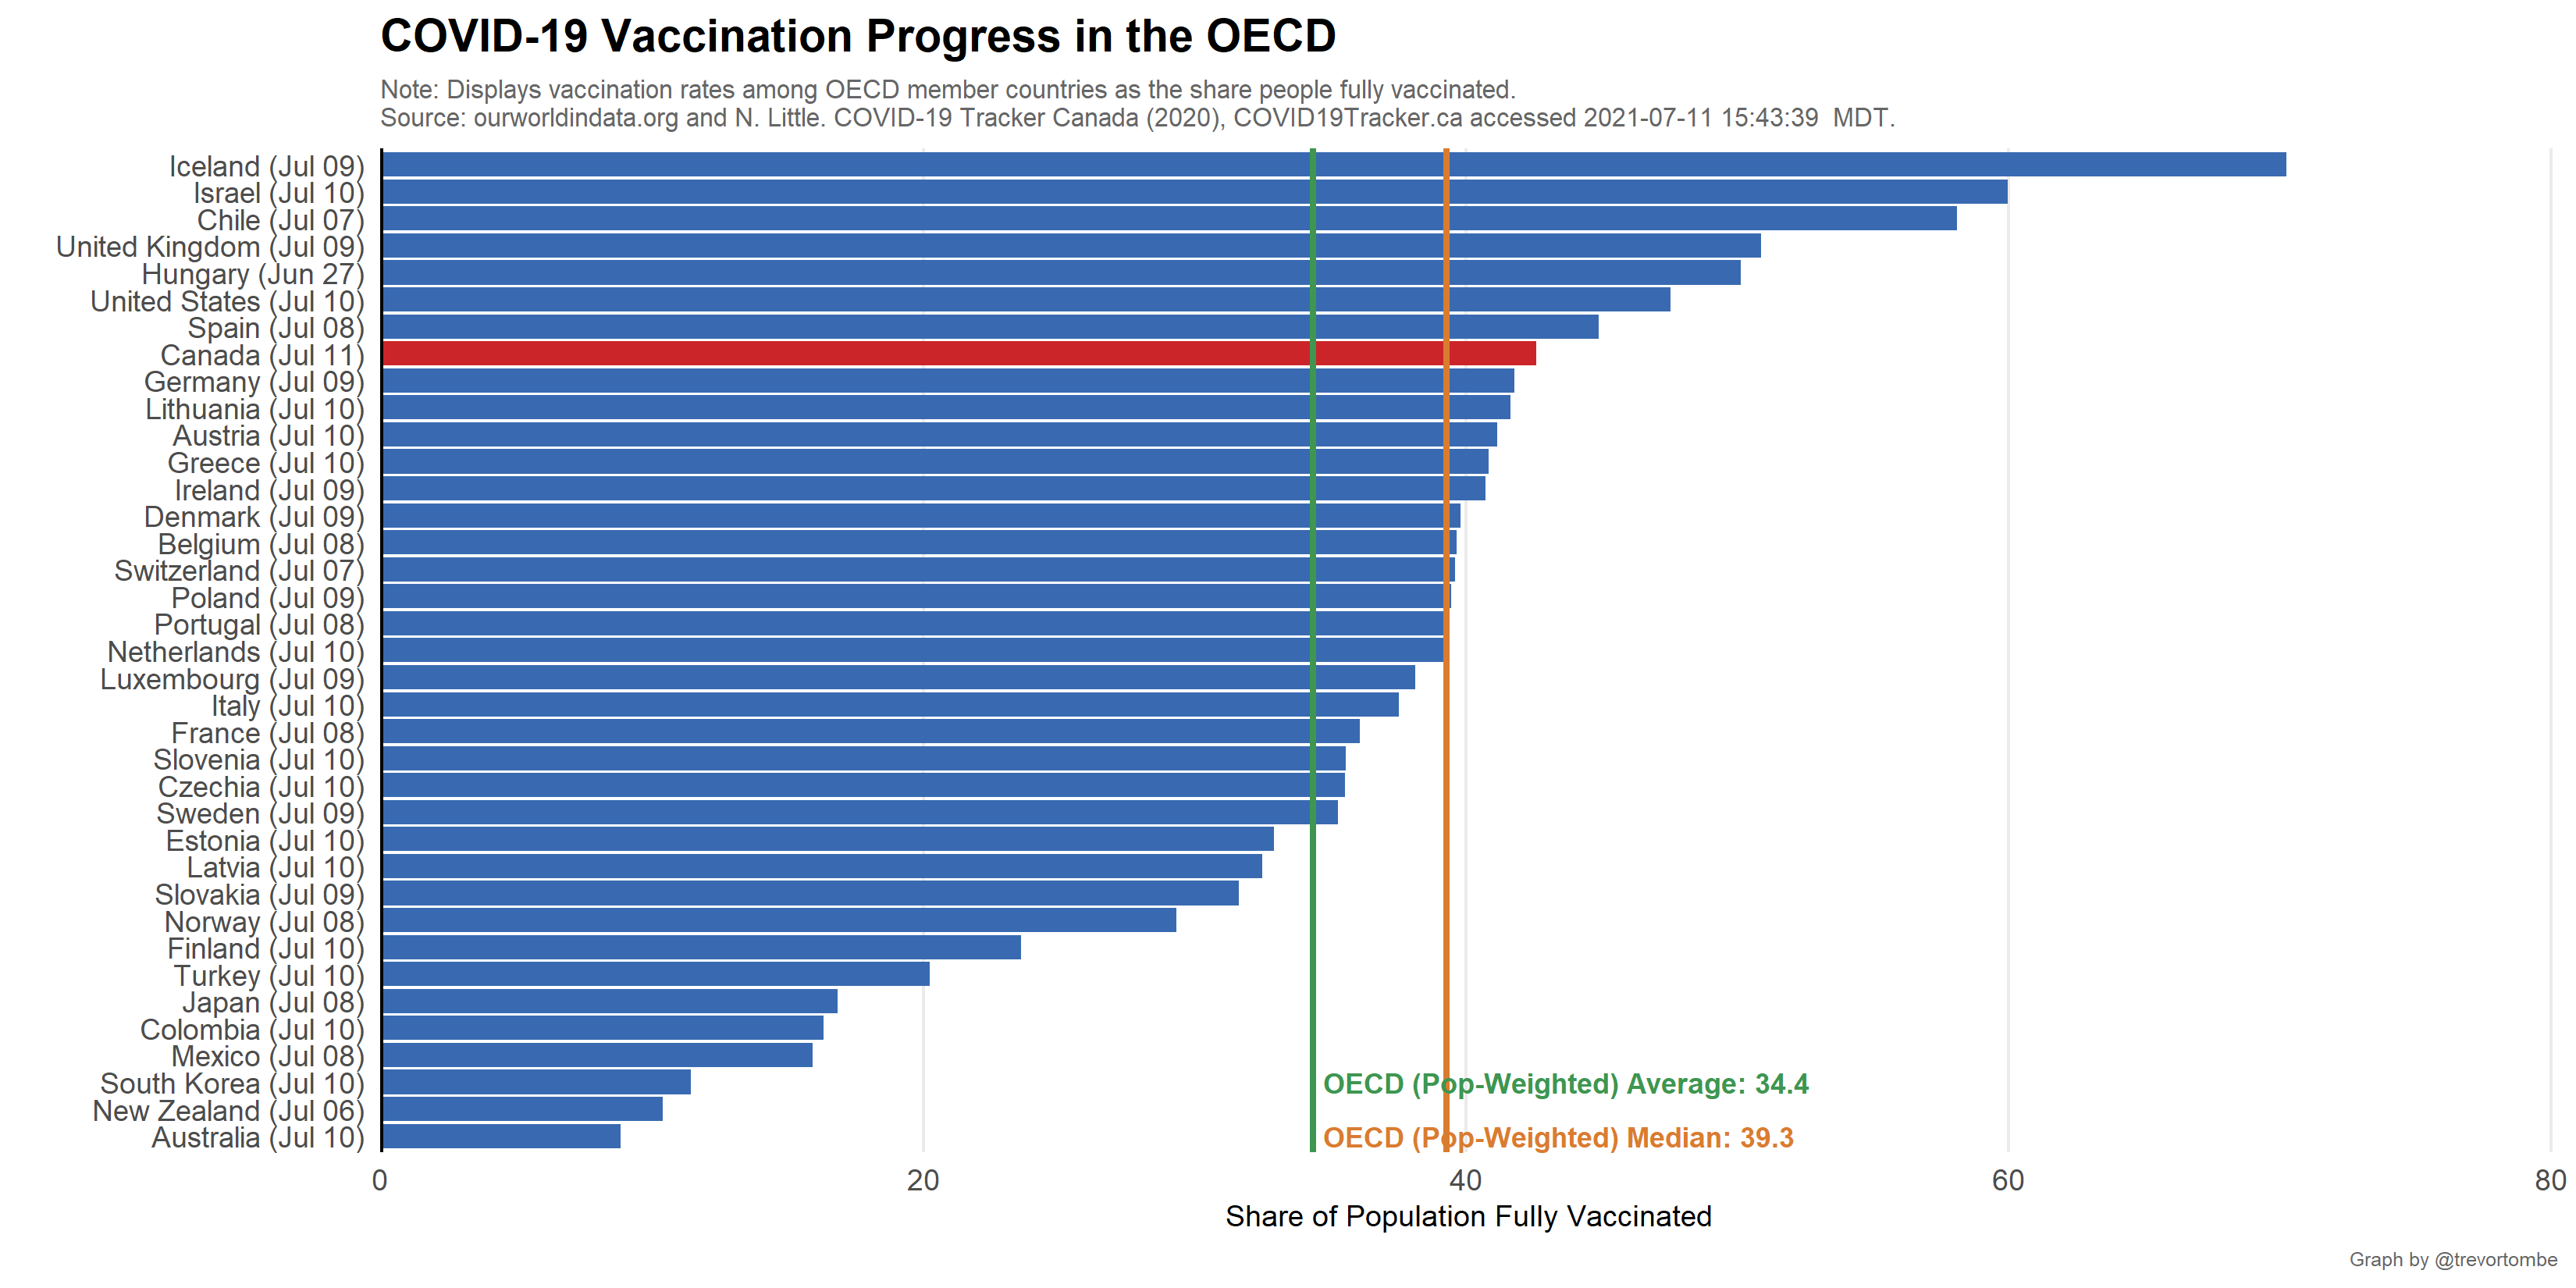 COVID-19 Vaccination Progress in the OECD
Note: Displays vaccination rates among OECD member countries as the share people fully vaccinated.
Source: ourworldindata.org and N. Little. COVID-19 Tracker Canada (2020), COVID19Tracker.ca accessed 2021-07-11 15:43:39  MDT.
Iceland (Jul 09)
Israel (Jul 10)
Chile (Jul 07)
United Kingdom (Jul 09)
Hungary (Jun 27)
United States (Jul 10)
Spain (Jul 08)
Canada (Jul 11)
Germany (Jul 09)
Lithuania (Jul 10)
Austria (Jul 10)
Greece (Jul 10)
Ireland (Jul 09)
Denmark (Jul 09)
Belgium (Jul 08)
Switzerland (Jul 07)
Poland (Jul 09)
Portugal (Jul 08)
Netherlands (Jul 10)
Luxembourg (Jul 09)
Italy (Jul 10)
France (Jul 08)
Slovenia (Jul 10)
Czechia (Jul 10)
Sweden (Jul 09)
Estonia (Jul 10)
Latvia (Jul 10)
Slovakia (Jul 09)
Norway (Jul 08)
Finland (Jul 10)
Turkey (Jul 10)
Japan (Jul 08)
Colombia (Jul 10)
Mexico (Jul 08)
South Korea (Jul 10)
OECD (Pop-Weighted) Average: 34.4
New Zealand (Jul 06)
Australia (Jul 10)
OECD (Pop-Weighted) Median: 39.3
0 20 40 60 80
Share of Population Fully Vaccinated
Graph by @trevortombe